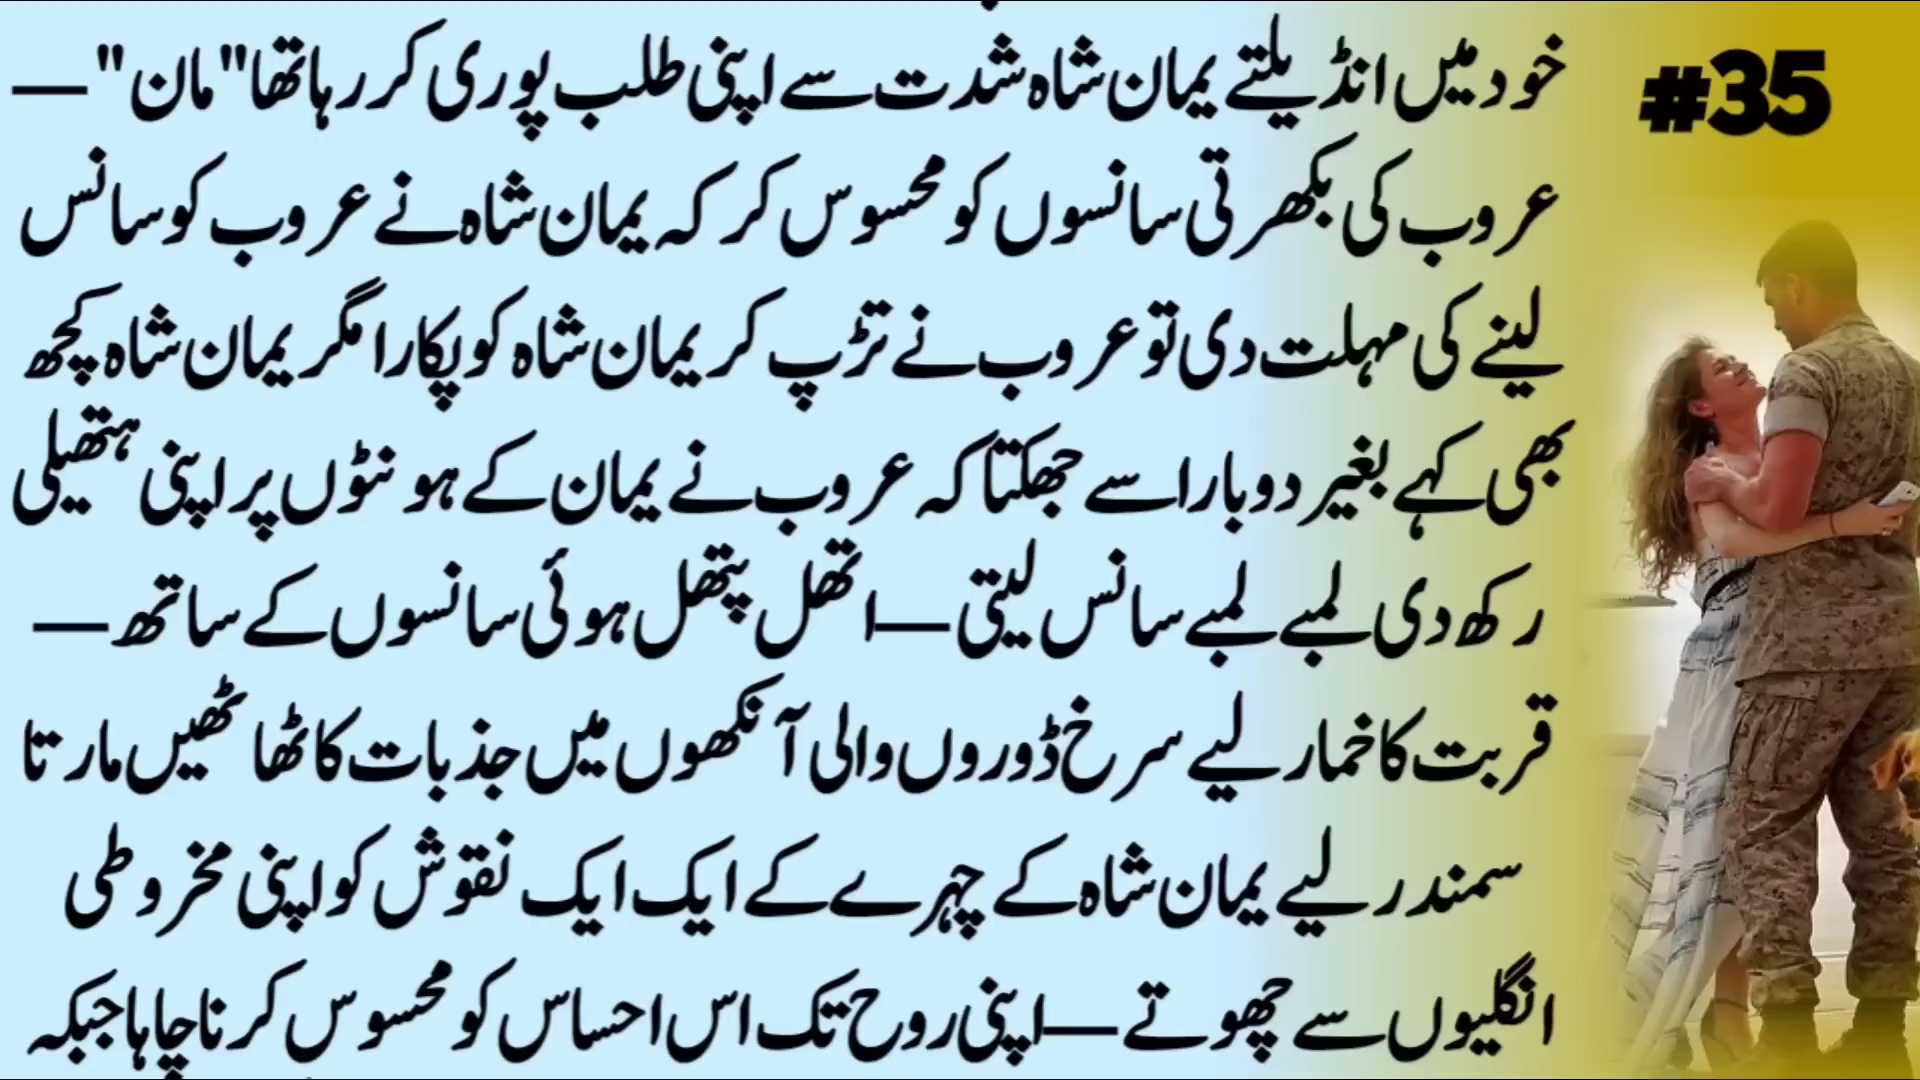 #35
خود میں انڈیلتے یمان شاہ شدت سے اپنی طلب پوری کر رہا تھا "مان"—
عروب کی بکھرتی سانسوں کو محسوس کر کہ یمان شاہ نے عروب کو سانس
لینے کی مہلت دی تو عروب نے تڑپ کر یمان شاہ کو پکارا مگر یمان شاہ کچھ
بھی کہے بغیر دوبارا سے جھکتا کہ عروب نے یمان کے ہونٹوں پر اپنی ہتھیلی
رکھ دی لمبے لمبے سانس لیتی—اتھل پتھل ہوئی سانسوں کے ساتھ—
قربت کا خمار لیے سرخ ڈوروں والی آنکھوں میں جذبات کا ٹھاٹھیں مارتا
سمندر لیے یمان شاہ کے چہرے کے ایک ایک نقوش کو اپنی مخروطی
انگلیوں سے چھوتے—اپنی روح تک اس احساس کو محسوس کرنا چاہا جبکہ